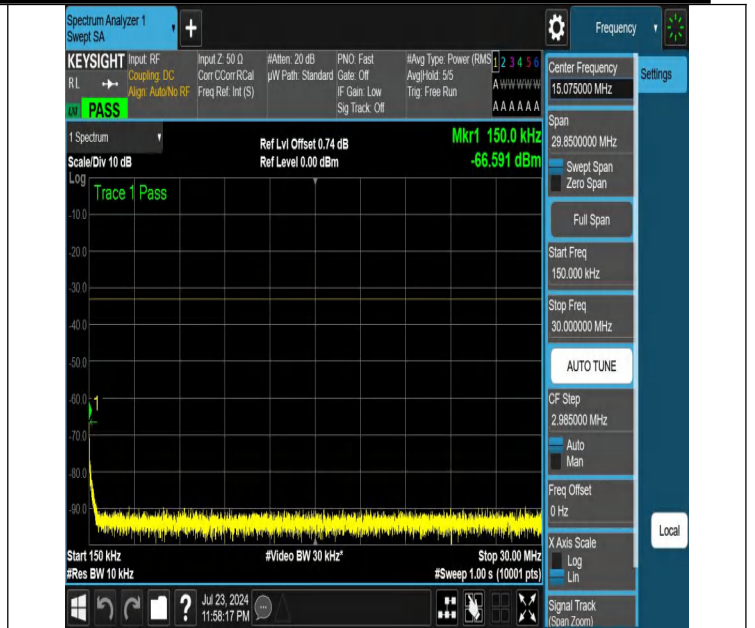 Spectrum Analyzer 1
Swept SA
+
Frequency
KEYSIGHT
RL
PASS
Input: RF
Coupling: DC
Align: Auto/No RF
Input Z: 50 Ω
Corr CCorr RCal
Freq Ref: Int (S)
#Atten: 20 dB
µW Path: Standard
PNO: Fast
Gate: Off
IF Gain: Low
Sig Track: Off
#Avg Type: Power (RMS
Avg|Hold: 5/5
Trig: Free Run
1 2 3 4 5 6
A W W W W W
A A A A A A
1 Spectrum
Scale/Div 10 dB
Ref Lvl Offset 0.74 dB
Ref Level 0.00 dBm
Mkr1 150.0 kHz
-66.591 dBm
Log
Trace 1 Pass
-10.0
-20.0
-30.0
-40.0
-50.0
-60.0
1
-70.0
-80.0
-90.0
Start 150 kHz
#Video BW 30 kHz*
Stop 30.00 MHz
#Res BW 10 kHz
#Sweep 1.00 s (10001 pts)
Center Frequency
15.075000 MHz
Settings
Span
29.8500000 MHz
Swept Span
Zero Span
Full Span
Start Freq
150.000 kHz
Stop Freq
30.000000 MHz
AUTO TUNE
CF Step
2.985000 MHz
Auto
Man
Freq Offset
0 Hz
X Axis Scale
Log
Lin
Local
Signal Track
(Span Zoom)
?
Jul 23, 2024
11:58:17 PM